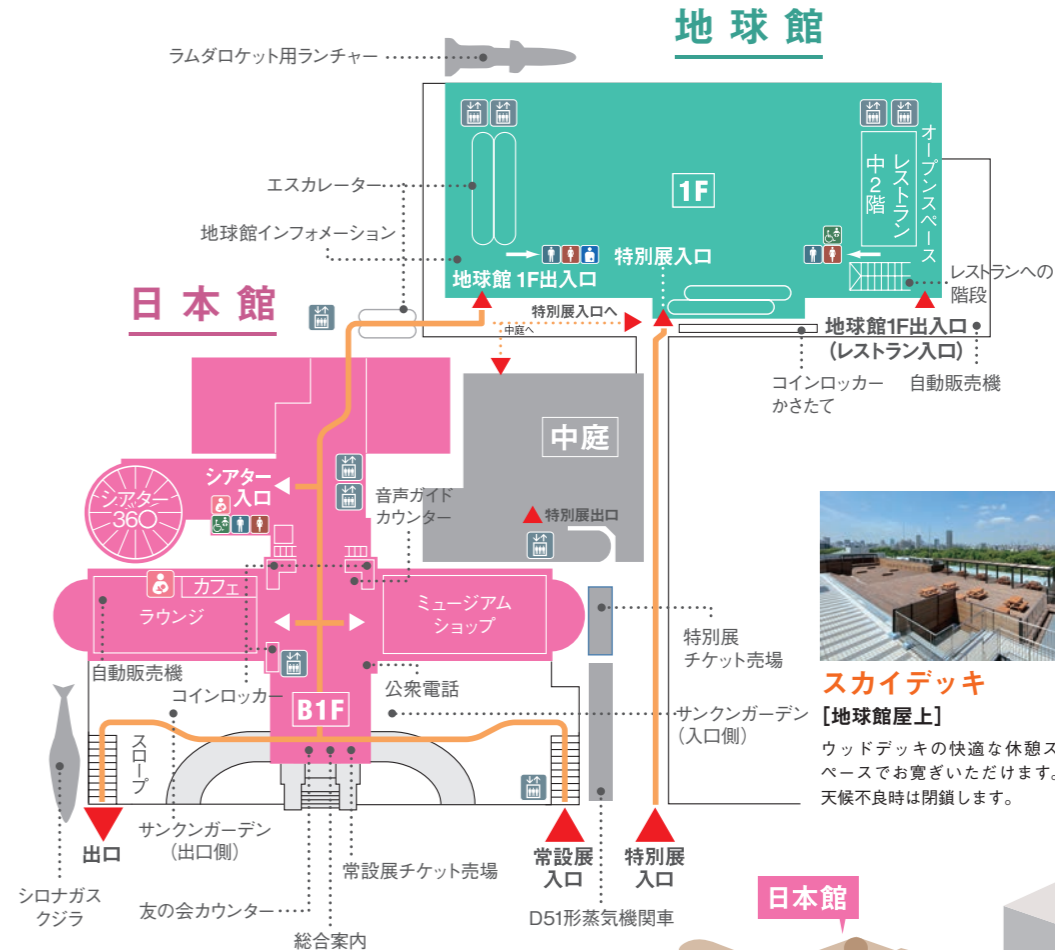 地球館
ラムダロケット用ランチャー
エスカレーター
地球館インフォメーション
1F
中2階
レストラン
オープンスペース
地球館 1F出入口
特別展入口
レストランへの
階段
日本館
特別展入口へ
中庭へ
地球館1F出入口
(レストラン入口)
コインロッカー
かさたて
自動販売機
中庭
シアター
入口
シアター
360
音声ガイド
カウンター
特別展出口
カフェ
ラウンジ
ミュージアム
ショップ
特別展
チケット売場
自動販売機
コインロッカー
公衆電話
B1F
サンクンガーデン
(入口側)
スカイデッキ
[地球館屋上]
ウッドデッキの快適な休憩ス
ペースでお寛ぎいただけます。
天候不良時は閉鎖します。
スロープ
サンクンガーデン
(出口側)
出口
常設展チケット売場
常設展
入口
特別展
入口
シロナガス
クジラ
友の会カウンター
総合案内
D51形蒸気機関車
日本館